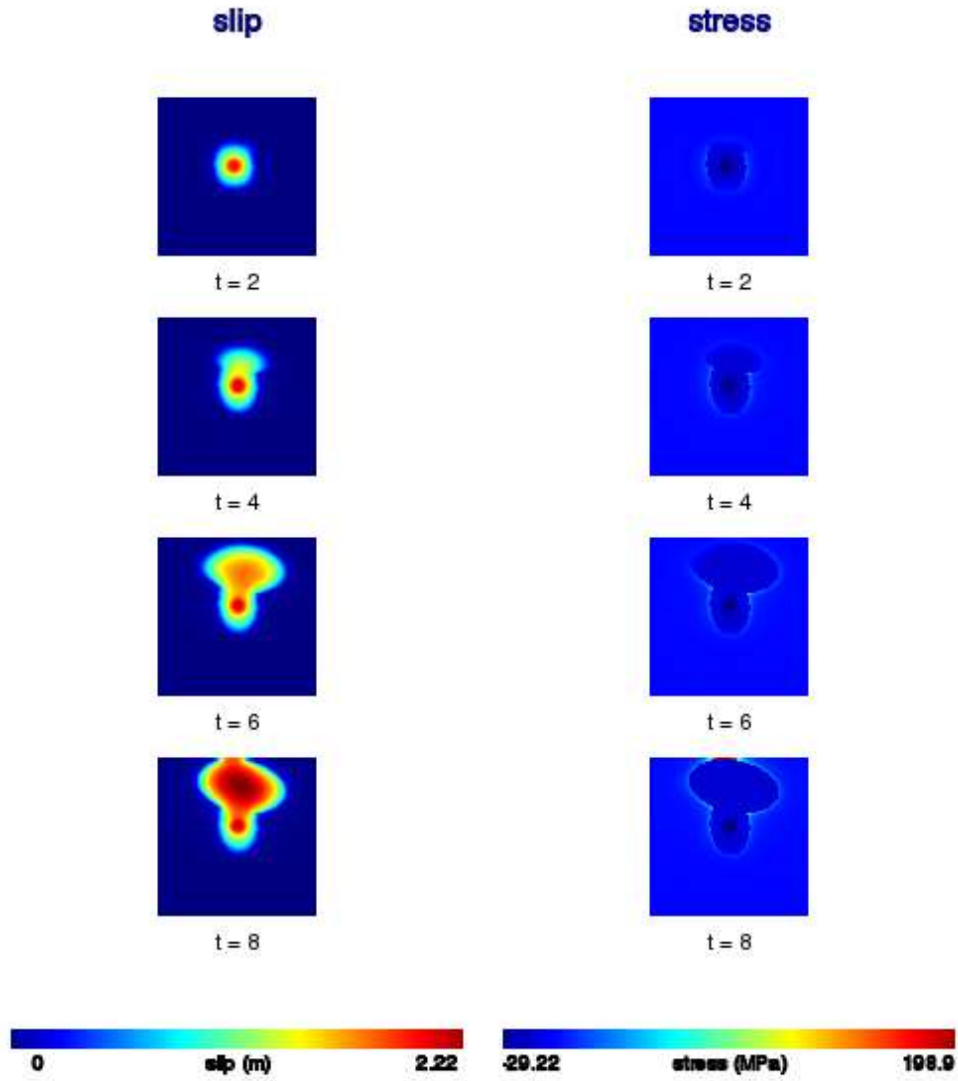 slip stress
t = 2 t = 2
t = 4 t = 4
t = 6 t = 6
t = 8 t = 8
0 slip (m) 2.22 -29.22 stress (MPa) 198.9